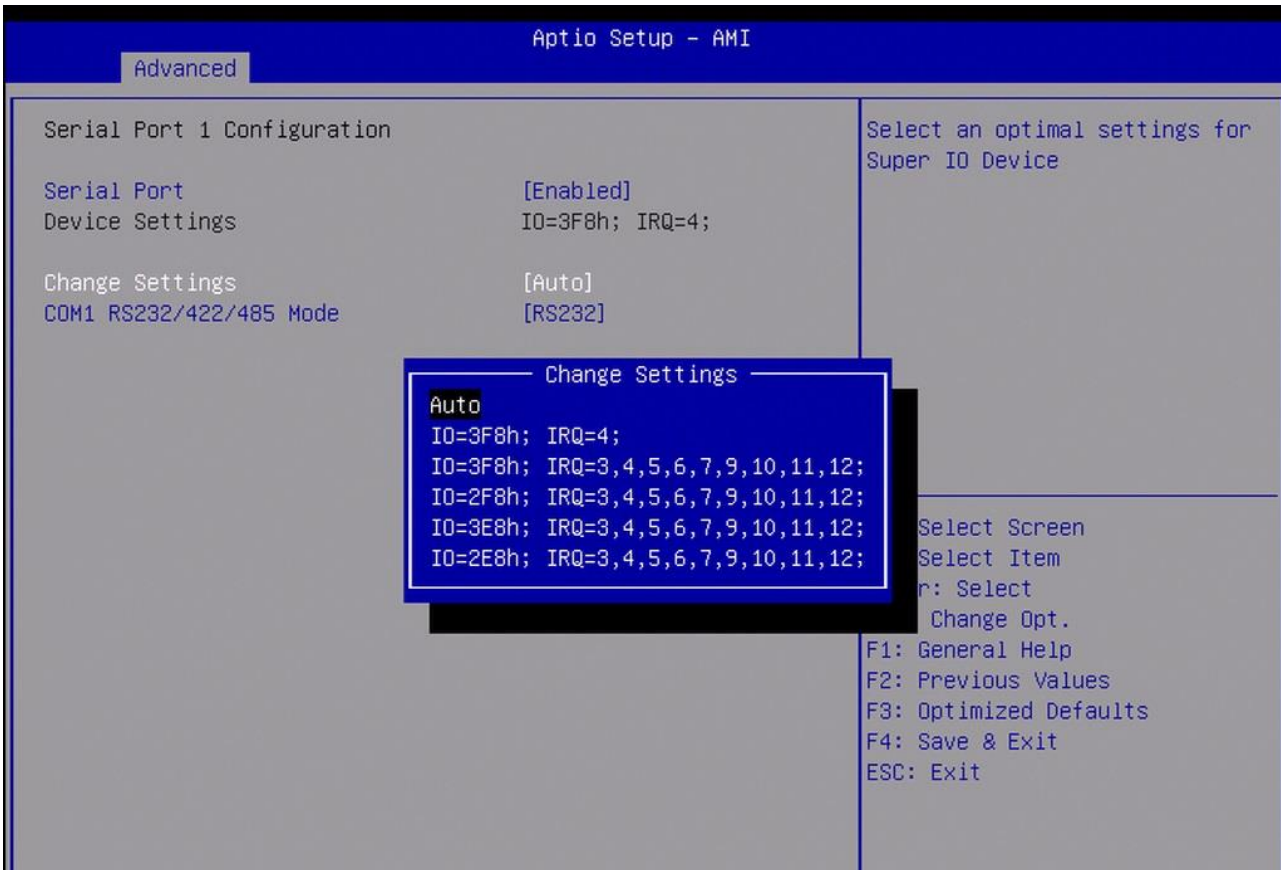 Aptio Setup – AMI
Advanced
Serial Port 1 Configuration
Serial Port [Enabled]
Device Settings IO=3F8h; IRQ=4;
Change Settings [Auto]
COM1 RS232/422/485 Mode [RS232]
Select an optimal settings for
Super IO Device
Change Settings
Auto
IO=3F8h; IRQ=4;
IO=3F8h; IRQ=3,4,5,6,7,9,10,11,12;
IO=2F8h; IRQ=3,4,5,6,7,9,10,11,12;
IO=3E8h; IRQ=3,4,5,6,7,9,10,11,12;
IO=2E8h; IRQ=3,4,5,6,7,9,10,11,12;
Select Screen
Select Item
r: Select
Change Opt.
F1: General Help
F2: Previous Values
F3: Optimized Defaults
F4: Save & Exit
ESC: Exit